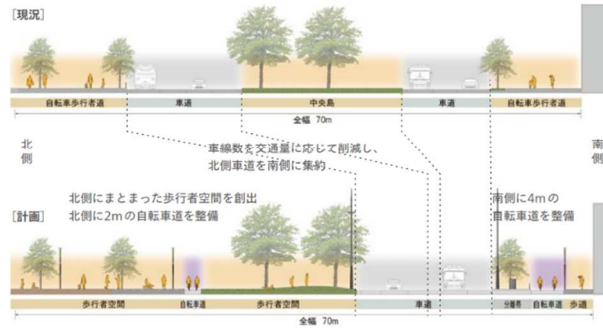 [現況]
自転車歩行者道
車道
中央島
車道
自転車歩行者道
全幅 70m
北側
南側
車線数を交通量に応じて削減し、
北側車道を南側に集約
北側にまとまった歩行者空間を創出
北側に2mの自転車道を整備
南側に4mの
自転車道を整備
[計画]
歩行者空間
自転車道
歩行者空間
車道
分離帯
自転車道
歩道
全幅 70m